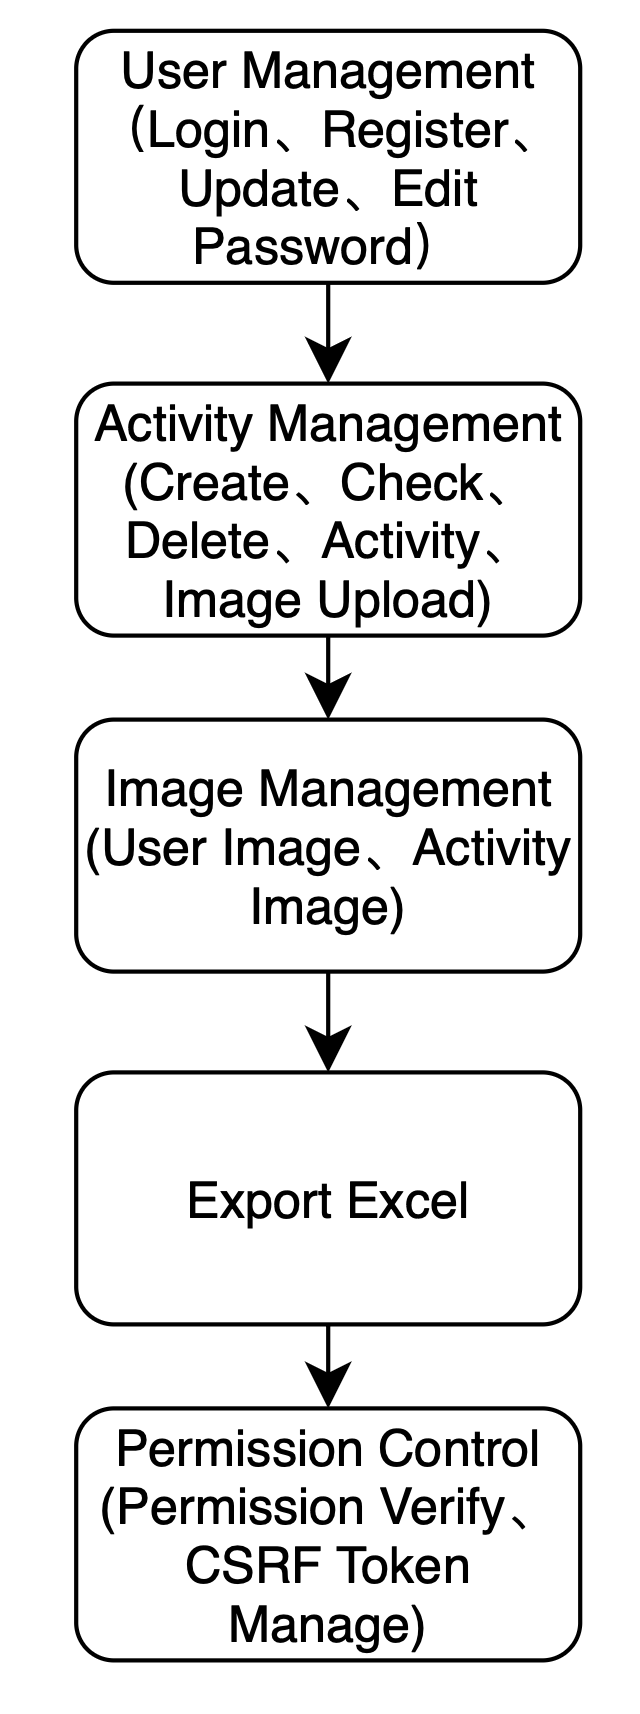 User Management
（Login、Register、
Update、Edit
Password）
Activity Management
(Create、Check、
Delete、Activity、
Image Upload)
Image Management
(User Image、Activity
Image)
Export Excel
Permission Control
(Permission Verify、
CSRF Token
Manage)